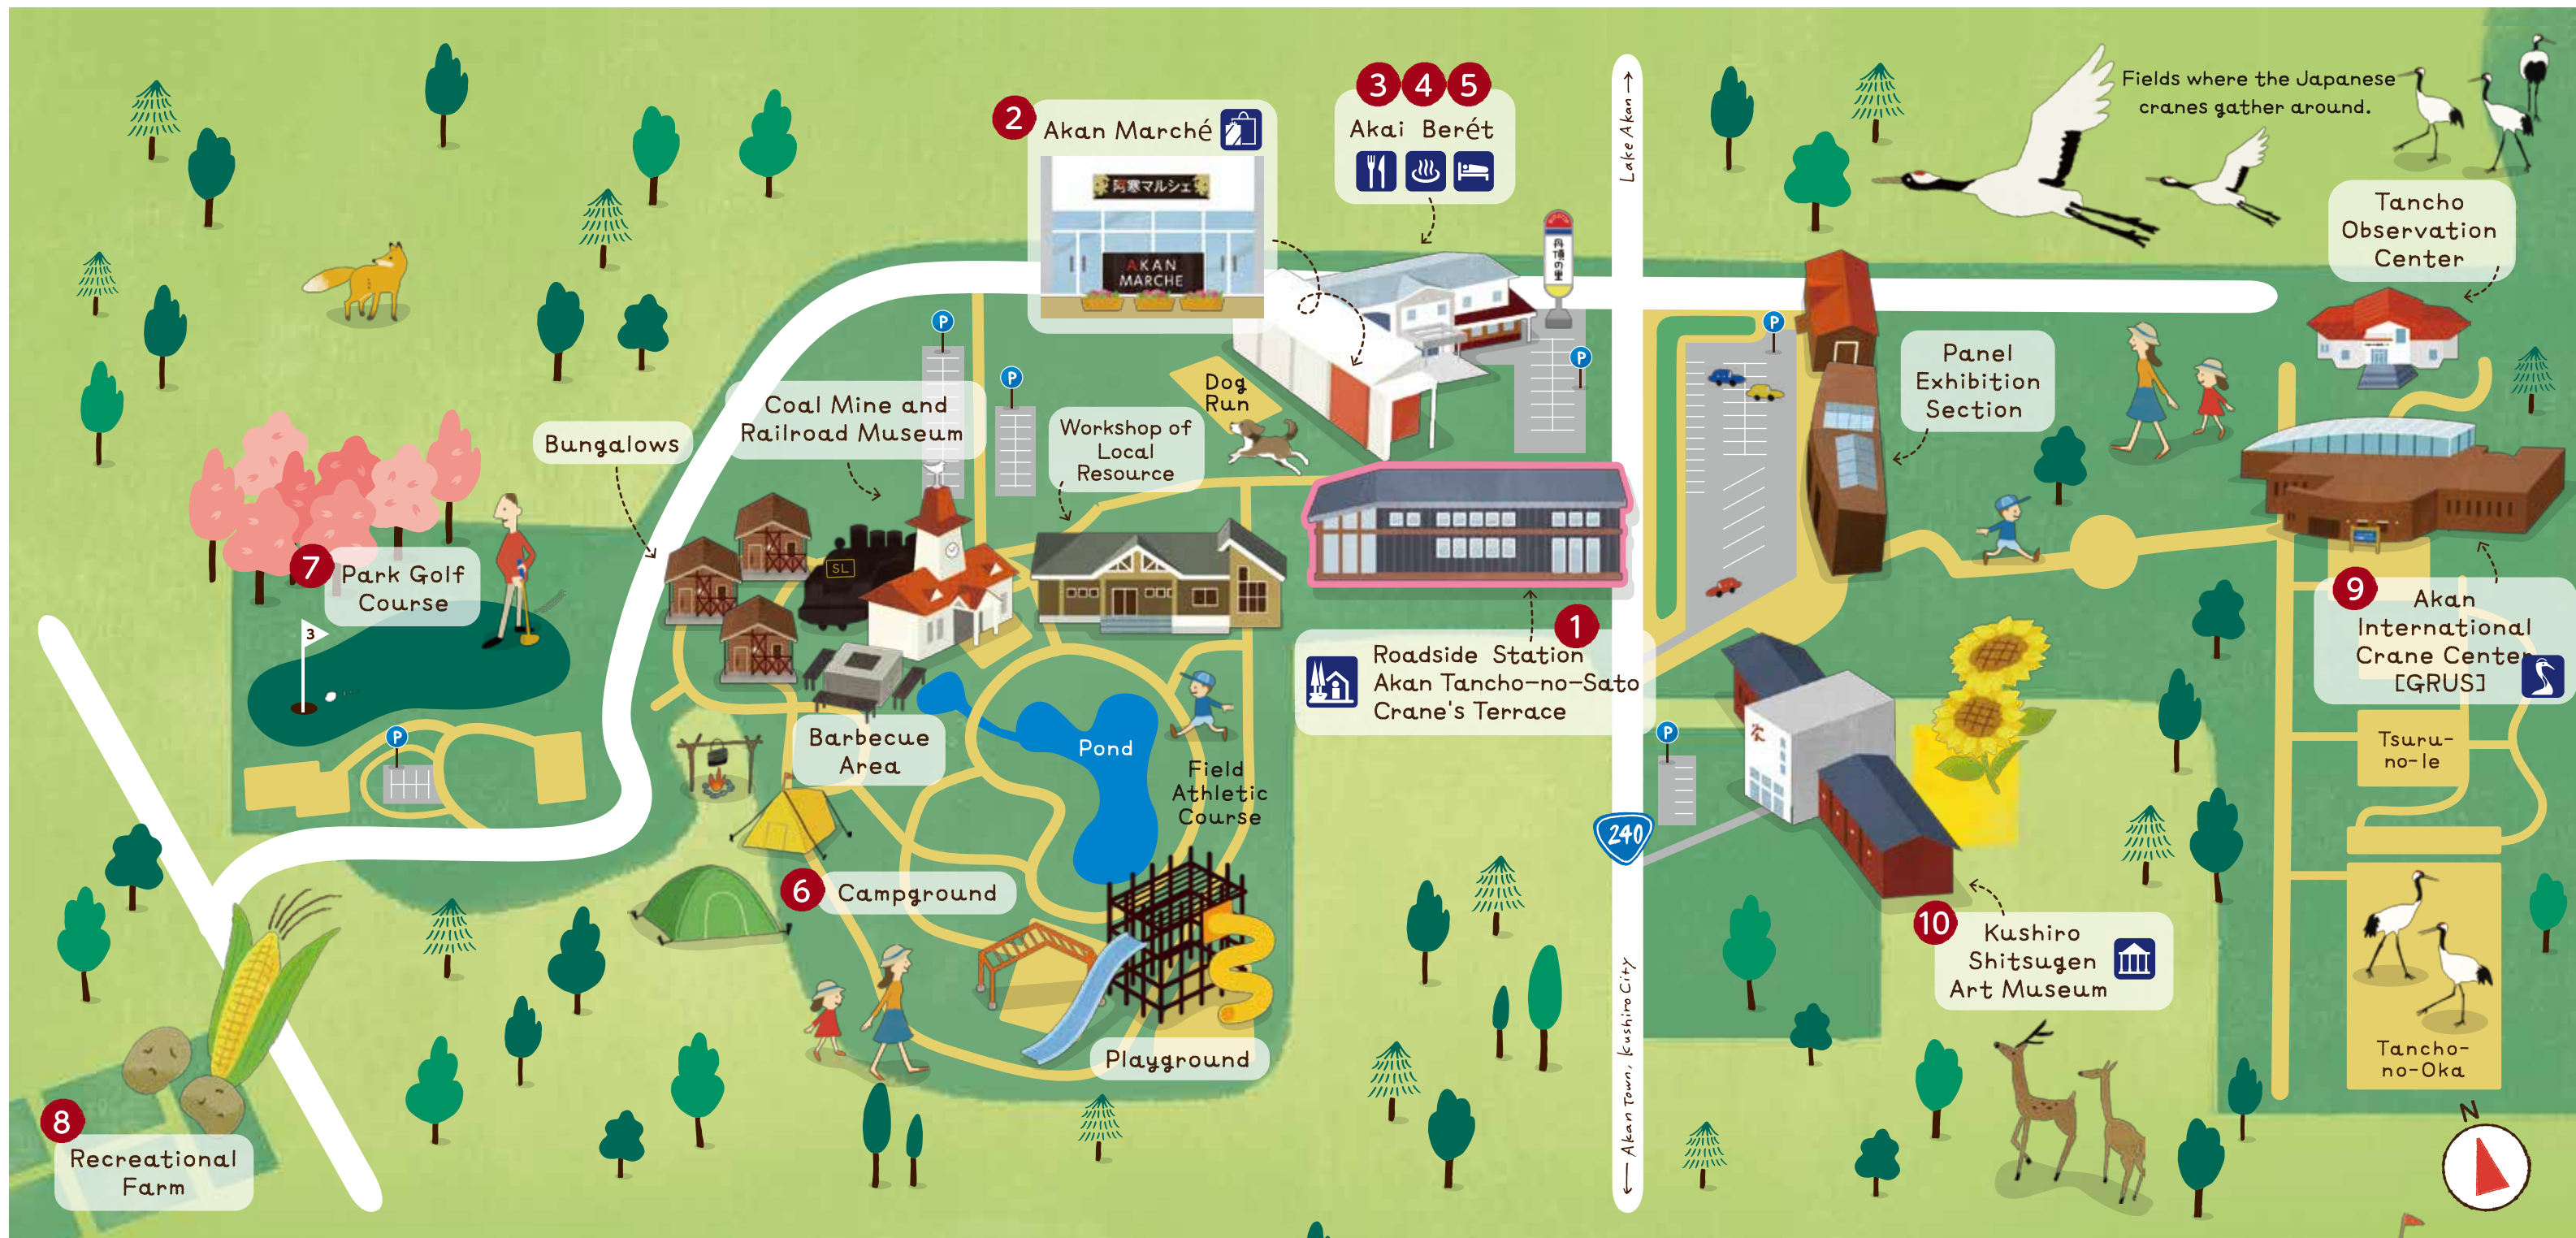 Fields where the Japanese
cranes gather around.
Lake Akan →
3
4
5
Akai Berét
2
Akan Marché
阿寒マルシェ
AKAN
MARCHE
丹頂の里
Tancho
Observation
Center
P
P
P
P
Panel
Exhibition
Section
Dog
Run
Coal Mine and
Railroad Museum
Workshop of
Local
Resource
Bungalows
SL
7
Park Golf
Course
3
P
1
Roadside Station
Akan Tancho-no-Sato
Crane's Terrace
9
Akan
International
Crane Center
[GRUS]
P
Barbecue
Area
Pond
Field
Athletic
Course
Tsuru-
no-Ie
240
6
Campground
10
Kushiro
Shitsugen
Art Museum
Playground
Tancho-
no-Oka
← Akan Town, Kushiro City
8
Recreational
Farm
N